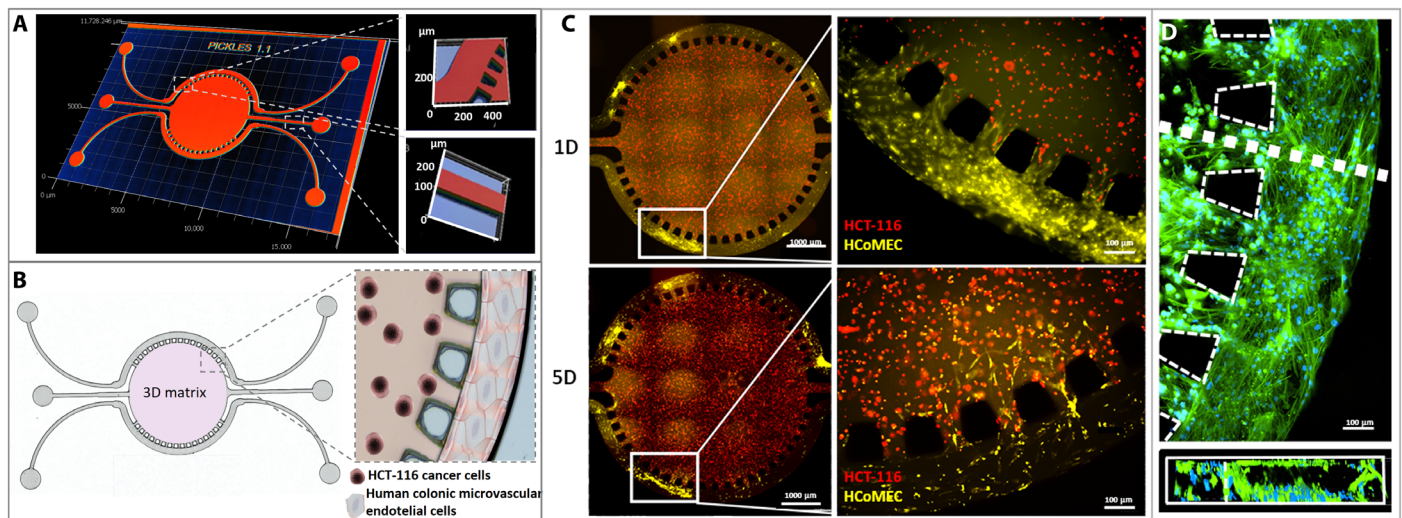 A
11.728.246 µm
PICKLES 1.1
5000
0
0 µm
5000
10,000
15.000
µm
200
0
0
200
400
µm
200
100
0
B
3D matrix
HCT-116 cancer cells
Human colonic microvascular
endotelial cells
C
1D
1000 µm
HCT-116
HCoMEC
100 µm
5D
1000 µm
HCT-116
HCoMEC
100 µm
D
100 µm